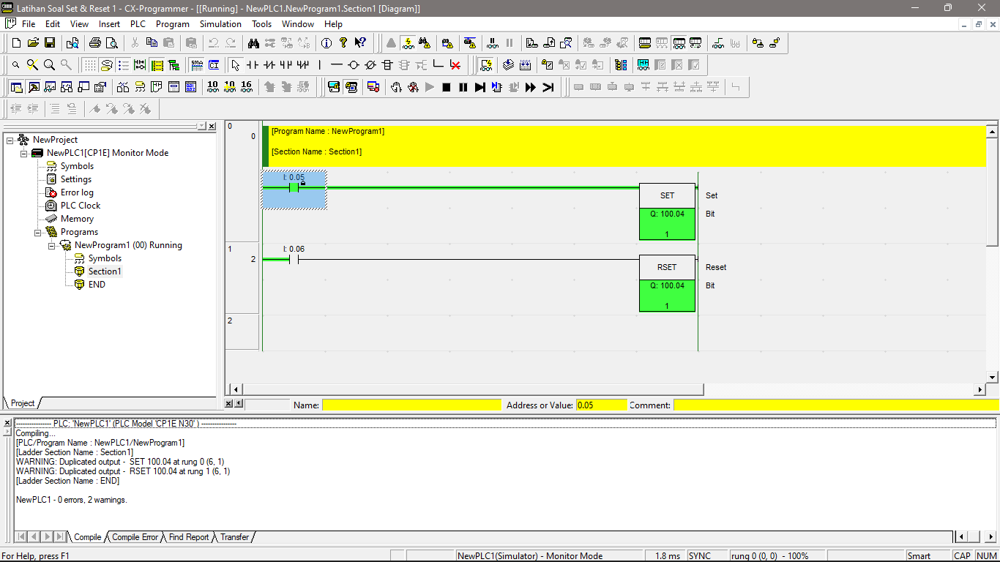 Latihan Soal Set & Reset 1 - CX-Programmer - [[Running] - NewPLC1.NewProgram1.Section1 [Diagram]]
File Edit View Insert PLC Program Simulation Tools Window Help
SMA CI
10 10 16
NewProject
NewPLC1[CP1E] Monitor Mode
Symbols
Settings
Error log
PLC Clock
Memory
Programs
NewProgram1 (00) Running
Symbols
Section1
END
Project
0
0
[Program Name : NewProgram1]
[Section Name : Section1]
I: 0.05
SET
Set
Q: 100.04
Bit
1
1
2
I: 0.06
RSET
Reset
Q: 100.04
Bit
1
2
Name: Address or Value: 0.05 Comment:
---------------- PLC: 'NewPLC1' (PLC Model 'CP1E N30' ) ----------------
Compiling...
[PLC/Program Name : NewPLC1/NewProgram1]
[Ladder Section Name : Section1]
WARNING: Duplicated output - SET 100.04 at rung 0 (6, 1)
WARNING: Duplicated output - RSET 100.04 at rung 1 (6, 1)
[Ladder Section Name : END]
NewPLC1 - 0 errors, 2 warnings.
Compile Compile Error Find Report Transfer
For Help, press F1 NewPLC1(Simulator) - Monitor Mode 1.8 ms SYNC rung 0 (0, 0) - 100% Smart CAP NUM